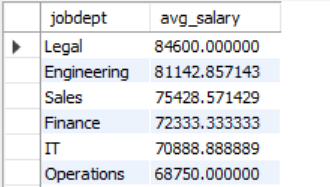 jobdept avg_salary
Legal 84600.000000
Engineering 81142.857143
Sales 75428.571429
Finance 72333.333333
IT 70888.888889
Operations 68750.000000